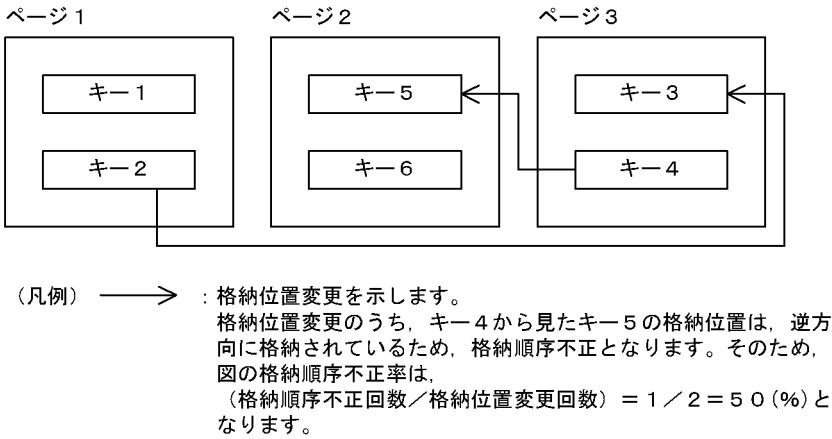 ページ1　ページ2　ページ3
キー1　キー5　キー3
キー2　キー6　キー4
（凡例）　：格納位置変更を示します。
格納位置変更のうち，キー4から見たキー5の格納位置は，逆方
向に格納されているため，格納順序不正となります。そのため，
図の格納順序不正率は，
（格納順序不正回数／格納位置変更回数）＝1／2＝50(%)と
なります。